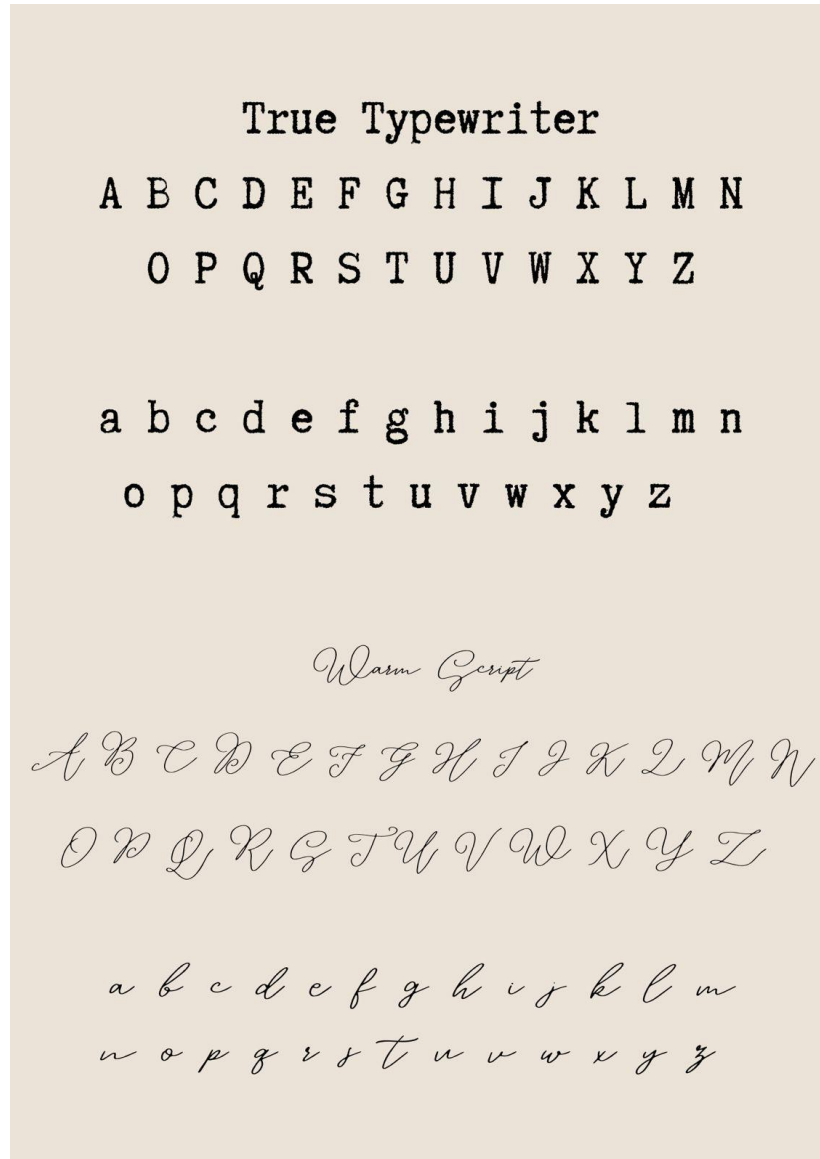 True Typewriter
A B C D E F G H I J K L M N
O P Q R S T U V W X Y Z
a b c d e f g h i j k l m n
o p q r s t u v w x y z
Warm Script
A B C D E F G H I J K L M N
O P Q R S T U V W X Y Z
a b c d e f g h i j k l m
n o p q r s t u v w x y z